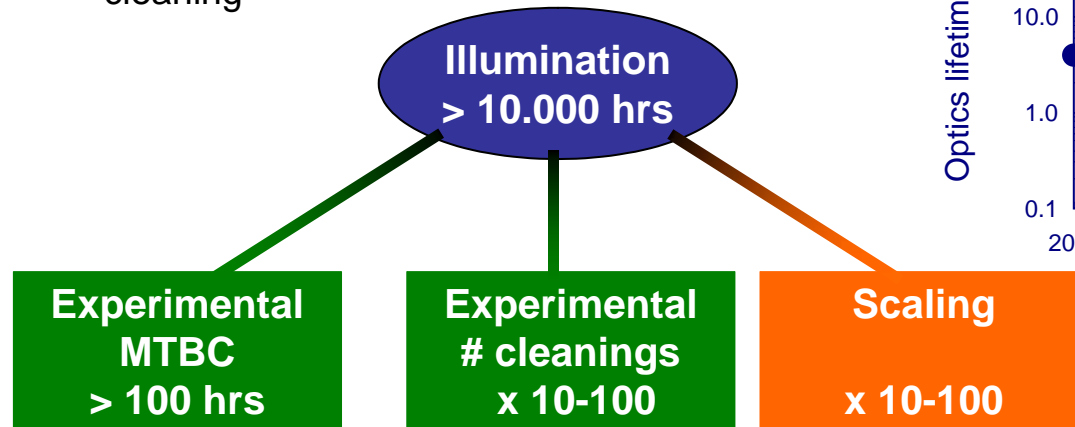 cleaning
Illumination
> 10.000 hrs
Experimental
MTBC
> 100 hrs
Experimental
# cleanings
x 10-100
Scaling
x 10-100
Optics lifetim
10.0
1.0
0.1
20